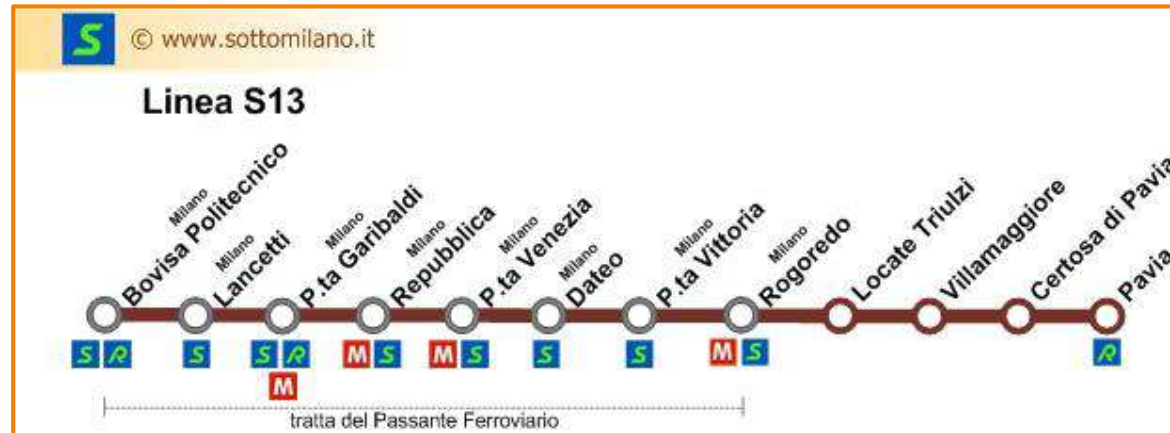 S © www.sottomilano.it
Linea S13
Milano
Bovisa Politecnico
Milano
Lancetti
Milano
P.ta Garibaldi
Milano
Repubblica
Milano
P.ta Venezia
Milano
Dateo
Milano
P.ta Vittoria
Milano
Rogoredo
Locate Triulzi
Villamaggiore
Certosa di Pavia
Pavia
S R S S R M S M S S S M S R
M
tratta del Passante Ferroviario